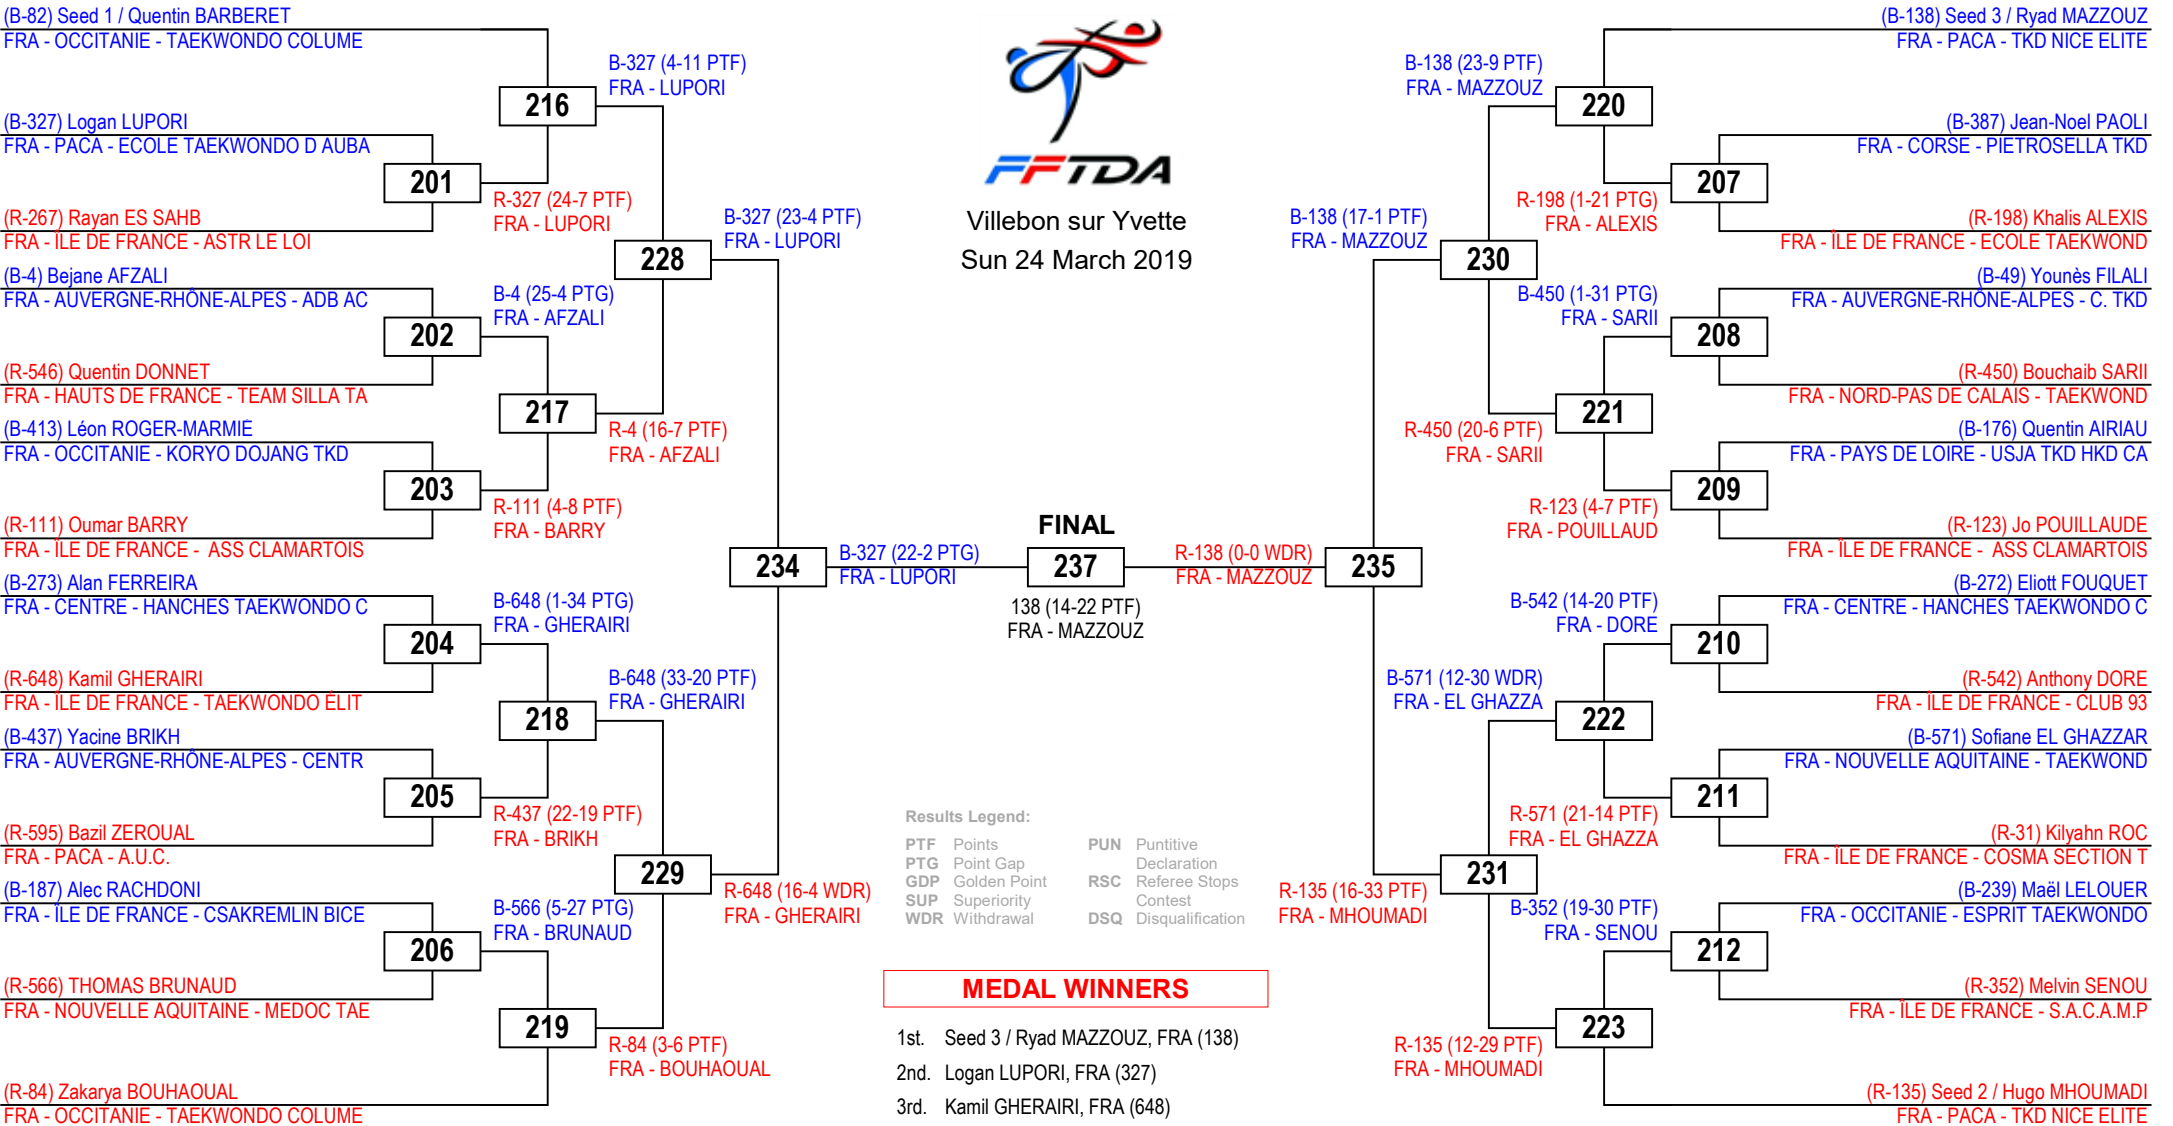 (B-82) Seed 1 / Quentin BARBERET
FRA - OCCITANIE - TAEKWONDO COLUME
(B-327) Logan LUPORI
FRA - PACA - ECOLE TAEKWONDO D AUBA
(R-267) Rayan ES SAHB
FRA - ÎLE DE FRANCE - ASTR LE LOI
(B-4) Bejane AFZALI
FRA - AUVERGNE-RHÔNE-ALPES - ADB AC
(R-546) Quentin DONNET
FRA - HAUTS DE FRANCE - TEAM SILLA TA
(B-413) Léon ROGER-MARMIÉ
FRA - OCCITANIE - KORYO DOJANG TKD
(R-111) Oumar BARRY
FRA - ÎLE DE FRANCE - ASS CLAMARTOIS
(B-273) Alan FERREIRA
FRA - CENTRE - HANCHES TAEKWONDO C
(R-648) Kamil GHERAIRI
FRA - ÎLE DE FRANCE - TAEKWONDO ÉLIT
(B-437) Yacine BRIKH
FRA - AUVERGNE-RHÔNE-ALPES - CENTR
(R-595) Bazil ZEROUAL
FRA - PACA - A.U.C.
(B-187) Alec RACHDONI
FRA - ÎLE DE FRANCE - CSAKREMLIN BICE
(R-566) THOMAS BRUNAUD
FRA - NOUVELLE AQUITAINE - MEDOC TAE
(R-84) Zakarya BOUHAOUAL
FRA - OCCITANIE - TAEKWONDO COLUME
201
202
203
204
205
206
R-327 (24-7 PTF)
FRA - LUPORI
B-4 (25-4 PTG)
FRA - AFZALI
R-111 (4-8 PTF)
FRA - BARRY
B-648 (1-34 PTG)
FRA - GHERAIRI
R-437 (22-19 PTF)
FRA - BRIKH
B-566 (5-27 PTG)
FRA - BRUNAUD
216
217
218
219
B-327 (4-11 PTF)
FRA - LUPORI
R-4 (16-7 PTF)
FRA - AFZALI
B-648 (33-20 PTF)
FRA - GHERAIRI
R-84 (3-6 PTF)
FRA - BOUHAOUAL
228
229
B-327 (23-4 PTF)
FRA - LUPORI
R-648 (16-4 WDR)
FRA - GHERAIRI
234
B-327 (22-2 PTG)
FRA - LUPORI
FFTDA
Villebon sur Yvette
Sun 24 March 2019
FINAL
237
138 (14-22 PTF)
FRA - MAZZOUZ
R-138 (0-0 WDR)
FRA - MAZZOUZ
235
B-138 (17-1 PTF)
FRA - MAZZOUZ
R-135 (16-33 PTF)
FRA - MHOUMADI
230
231
B-138 (23-9 PTF)
FRA - MAZZOUZ
R-450 (20-6 PTF)
FRA - SARII
B-571 (12-30 WDR)
FRA - EL GHAZZA
R-135 (12-29 PTF)
FRA - MHOUMADI
220
221
222
223
R-198 (1-21 PTG)
FRA - ALEXIS
B-450 (1-31 PTG)
FRA - SARII
R-123 (4-7 PTF)
FRA - POUILLAUD
B-542 (14-20 PTF)
FRA - DORE
R-571 (21-14 PTF)
FRA - EL GHAZZA
B-352 (19-30 PTF)
FRA - SENOU
207
208
209
210
211
212
(B-138) Seed 3 / Ryad MAZZOUZ
FRA - PACA - TKD NICE ELITE
(B-387) Jean-Noel PAOLI
FRA - CORSE - PIETROSELLA TKD
(R-198) Khalis ALEXIS
FRA - ÎLE DE FRANCE - ECOLE TAEKWOND
(B-49) Younès FILALI
FRA - AUVERGNE-RHÔNE-ALPES - C. TKD
(R-450) Bouchaib SARII
FRA - NORD-PAS DE CALAIS - TAEKWOND
(B-176) Quentin AIRIAU
FRA - PAYS DE LOIRE - USJA TKD HKD CA
(R-123) Jo POUILLAUDE
FRA - ÎLE DE FRANCE - ASS CLAMARTOIS
(B-272) Eliott FOUQUET
FRA - CENTRE - HANCHES TAEKWONDO C
(R-542) Anthony DORE
FRA - ÎLE DE FRANCE - CLUB 93
(B-571) Sofiane EL GHAZZAR
FRA - NOUVELLE AQUITAINE - TAEKWOND
(R-31) Kilyahn ROC
FRA - ÎLE DE FRANCE - COSMA SECTION T
(B-239) Maël LELOUER
FRA - OCCITANIE - ESPRIT TAEKWONDO
(R-352) Melvin SENOU
FRA - ÎLE DE FRANCE - S.A.C.A.M.P
(R-135) Seed 2 / Hugo MHOUMADI
FRA - PACA - TKD NICE ELITE
Results Legend:
PTF Points
PTG Point Gap
GDP Golden Point
SUP Superiority
WDR Withdrawal
PUN Puntitive
Declaration
RSC Referee Stops
Contest
DSQ Disqualification
MEDAL WINNERS
1st. Seed 3 / Ryad MAZZOUZ, FRA (138)
2nd. Logan LUPORI, FRA (327)
3rd. Kamil GHERAIRI, FRA (648)